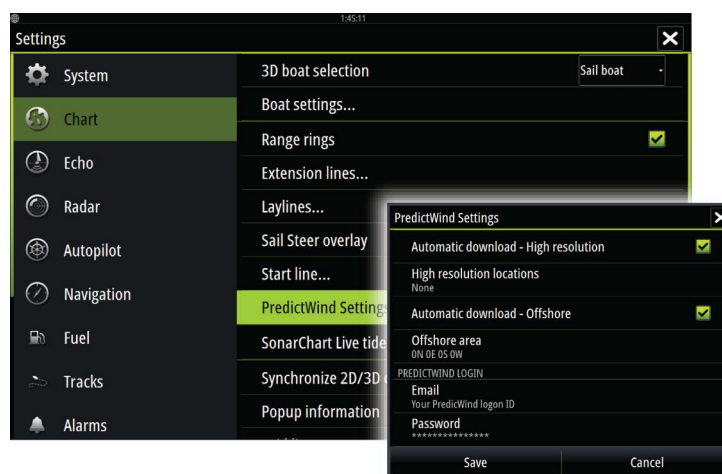 1:45:11
Settings
System
Chart
Echo
Radar
Autopilot
Navigation
Fuel
Tracks
Alarms
3D boat selection
Sail boat
Boat settings...
Range rings
Extension lines...
Laylines...
Sail Steer overlay
Start line...
PredictWind Settings
SonarChart Live tide
Synchronize 2D/3D
Popup information
PredictWind Settings
Automatic download - High resolution
High resolution locations
None
Automatic download - Offshore
Offshore area
0N 0E 0S 0W
PREDICTWIND LOGIN
Email
Your PredicWind logon ID
Password
***************
Save
Cancel